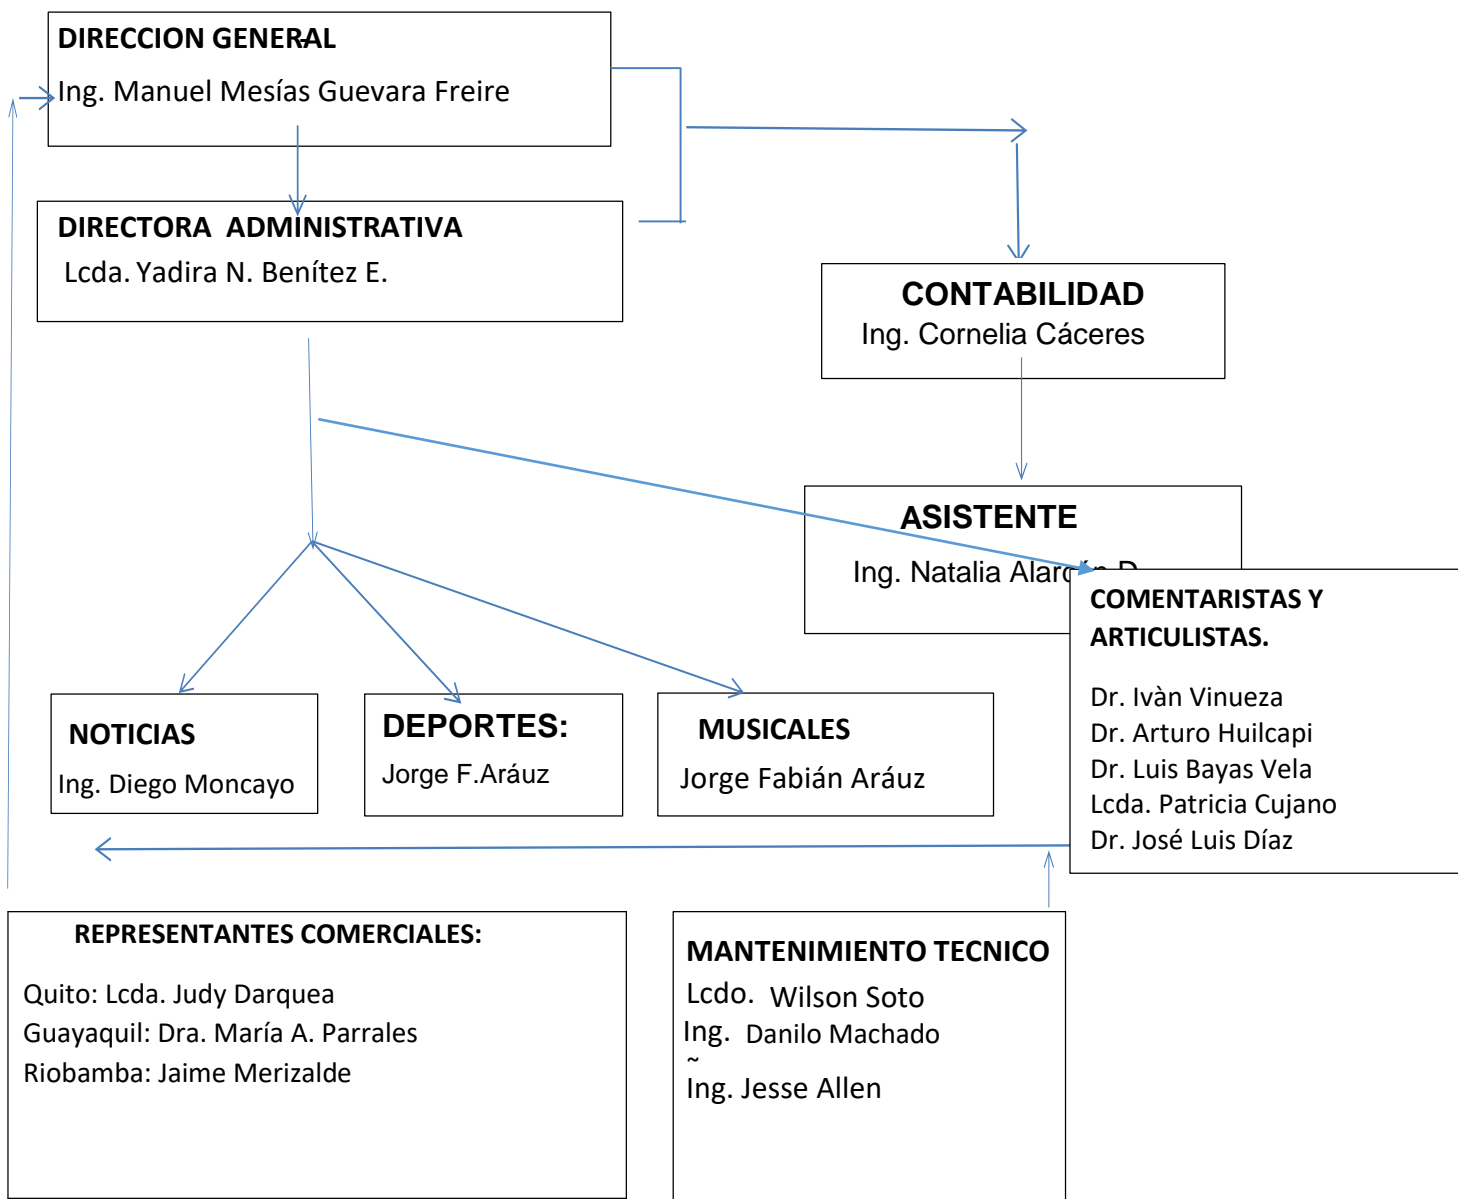 DIRECCION GENERAL
Ing. Manuel Mesías Guevara Freire
DIRECTORA ADMINISTRATIVA
Lcda. Yadira N. Benítez E.
CONTABILIDAD
Ing. Cornelia Cáceres
ASISTENTE
Ing. Natalia Alarcón D
COMENTARISTAS Y
ARTICULISTAS.
Dr. Ivàn Vinueza
Dr. Arturo Huilcapi
Dr. Luis Bayas Vela
Lcda. Patricia Cujano
Dr. José Luis Díaz
NOTICIAS
Ing. Diego Moncayo
DEPORTES:
Jorge F.Aráuz
MUSICALES
Jorge Fabián Aráuz
REPRESENTANTES COMERCIALES:
Quito: Lcda. Judy Darquea
Guayaquil: Dra. María A. Parrales
Riobamba: Jaime Merizalde
MANTENIMIENTO TECNICO
Lcdo. Wilson Soto
Ing. Danilo Machado
~
Ing. Jesse Allen